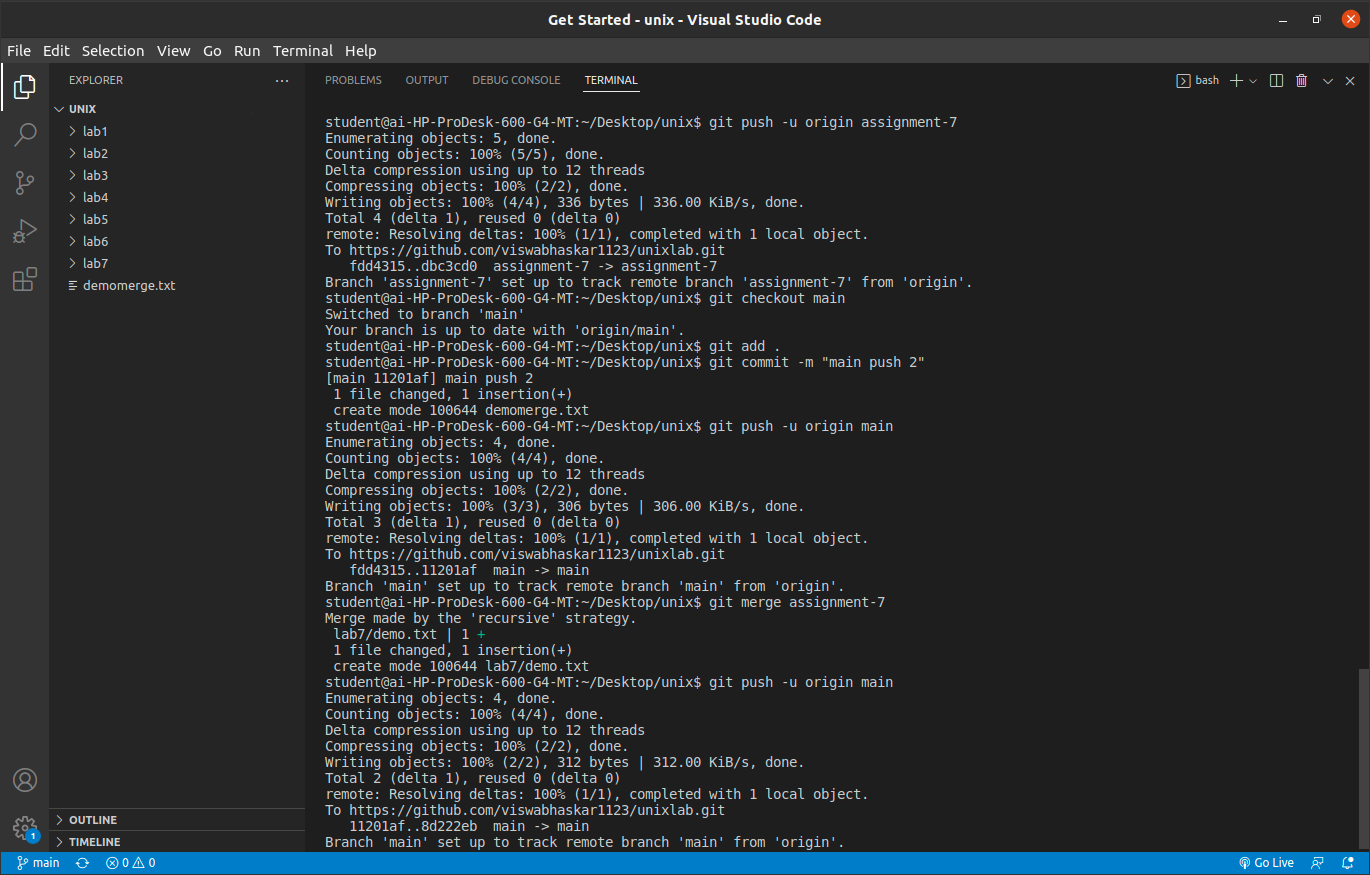 Get Started - unix - Visual Studio Code
File Edit Selection View Go Run Terminal Help
EXPLORER
UNIX
lab1
lab2
lab3
lab4
lab5
lab6
lab7
demomerge.txt
OUTLINE
TIMELINE
PROBLEMS OUTPUT DEBUG CONSOLE TERMINAL
bash
student@ai-HP-ProDesk-600-G4-MT:~/Desktop/unix$ git push -u origin assignment-7
Enumerating objects: 5, done.
Counting objects: 100% (5/5), done.
Delta compression using up to 12 threads
Compressing objects: 100% (2/2), done.
Writing objects: 100% (4/4), 336 bytes | 336.00 KiB/s, done.
Total 4 (delta 1), reused 0 (delta 0)
remote: Resolving deltas: 100% (1/1), completed with 1 local object.
To https://github.com/viswabhaskar1123/unixlab.git
   fdd4315..dbc3cd0  assignment-7 -> assignment-7
Branch 'assignment-7' set up to track remote branch 'assignment-7' from 'origin'.
student@ai-HP-ProDesk-600-G4-MT:~/Desktop/unix$ git checkout main
Switched to branch 'main'
Your branch is up to date with 'origin/main'.
student@ai-HP-ProDesk-600-G4-MT:~/Desktop/unix$ git add .
student@ai-HP-ProDesk-600-G4-MT:~/Desktop/unix$ git commit -m "main push 2"
[main 11201af] main push 2
 1 file changed, 1 insertion(+)
 create mode 100644 demomerge.txt
student@ai-HP-ProDesk-600-G4-MT:~/Desktop/unix$ git push -u origin main
Enumerating objects: 4, done.
Counting objects: 100% (4/4), done.
Delta compression using up to 12 threads
Compressing objects: 100% (2/2), done.
Writing objects: 100% (3/3), 306 bytes | 306.00 KiB/s, done.
Total 3 (delta 1), reused 0 (delta 0)
remote: Resolving deltas: 100% (1/1), completed with 1 local object.
To https://github.com/viswabhaskar1123/unixlab.git
   fdd4315..11201af  main -> main
Branch 'main' set up to track remote branch 'main' from 'origin'.
student@ai-HP-ProDesk-600-G4-MT:~/Desktop/unix$ git merge assignment-7
Merge made by the 'recursive' strategy.
 lab7/demo.txt | 1 +
 1 file changed, 1 insertion(+)
 create mode 100644 lab7/demo.txt
student@ai-HP-ProDesk-600-G4-MT:~/Desktop/unix$ git push -u origin main
Enumerating objects: 4, done.
Counting objects: 100% (4/4), done.
Delta compression using up to 12 threads
Compressing objects: 100% (2/2), done.
Writing objects: 100% (2/2), 312 bytes | 312.00 KiB/s, done.
Total 2 (delta 1), reused 0 (delta 0)
remote: Resolving deltas: 100% (1/1), completed with 1 local object.
To https://github.com/viswabhaskar1123/unixlab.git
   11201af..8d222eb  main -> main
Branch 'main' set up to track remote branch 'main' from 'origin'.
1
main 0 0 Go Live